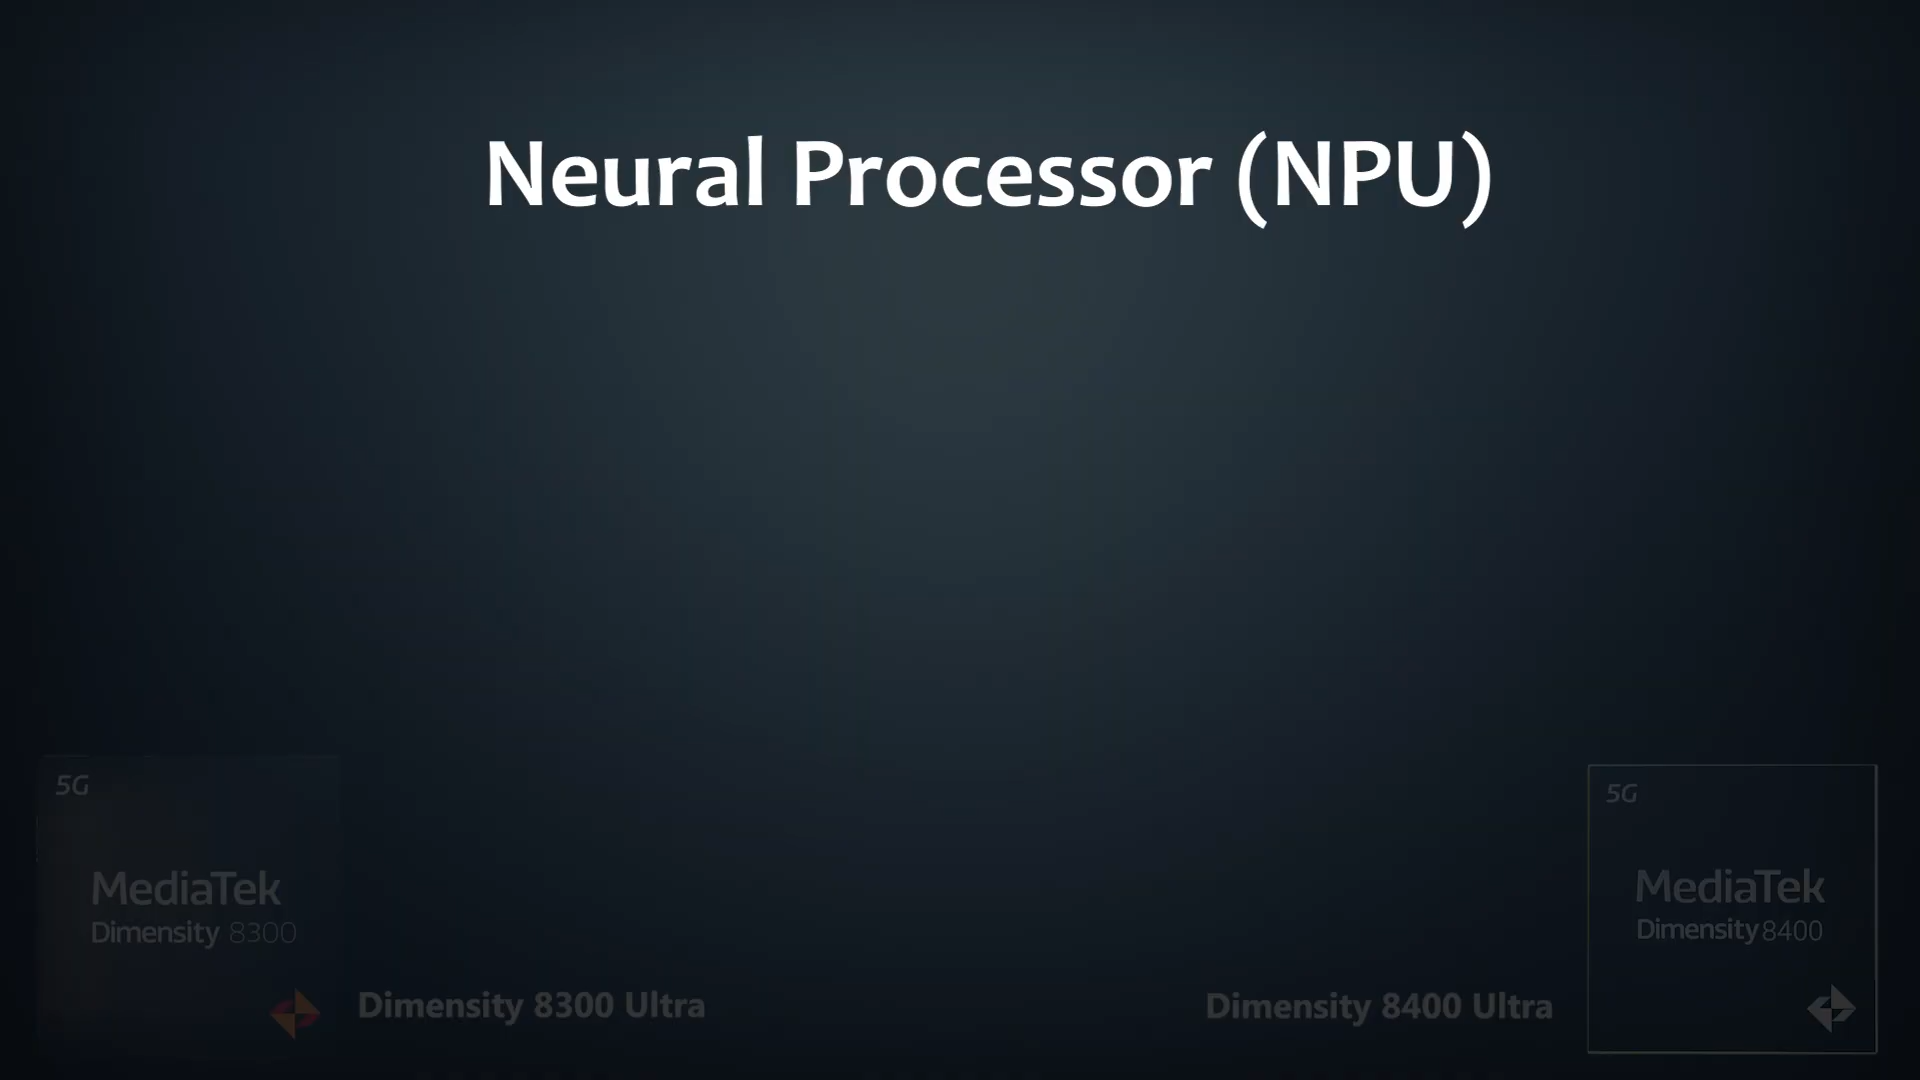 Neural Processor (NPU)
5G
MediaTek
Dimensity 8300
Dimensity 8300 Ultra
5G
MediaTek
Dimensity 8400
Dimensity 8400 Ultra